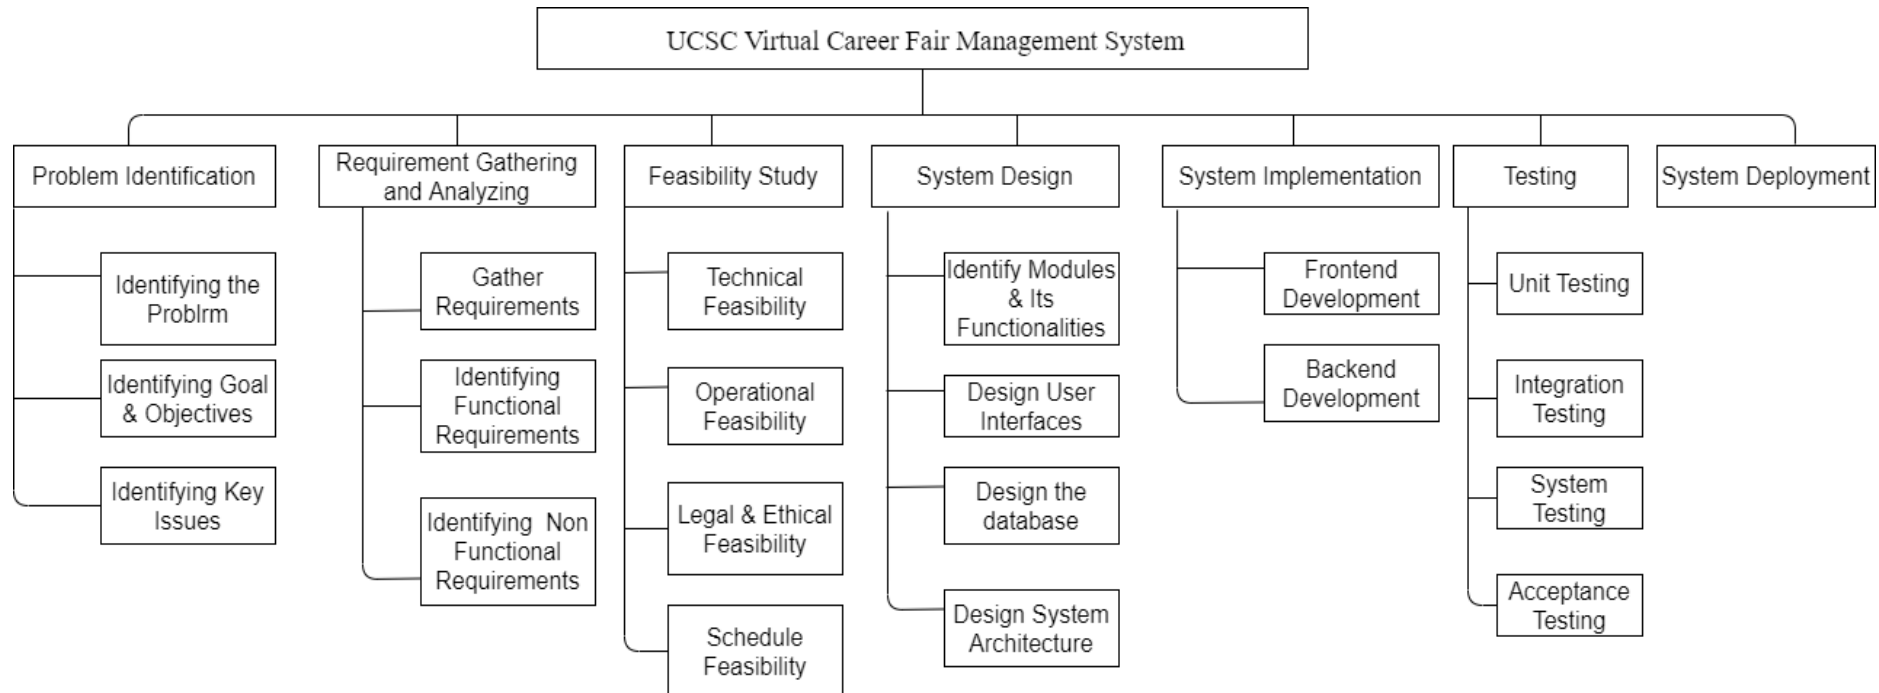 UCSC Virtual Career Fair Management System
Problem Identification
Identifying the
Problrm
Identifying Goal
& Objectives
Identifying Key
Issues
Requirement Gathering
and Analyzing
Gather
Requirements
Identifying
Functional
Requirements
Identifying Non
Functional
Requirements
Feasibility Study
Technical
Feasibility
Operational
Feasibility
Legal & Ethical
Feasibility
Schedule
Feasibility
System Design
Identify Modules
& Its
Functionalities
Design User
Interfaces
Design the
database
Design System
Architecture
System Implementation
Frontend
Development
Backend
Development
Testing
Unit Testing
Integration
Testing
System
Testing
Acceptance
Testing
System Deployment